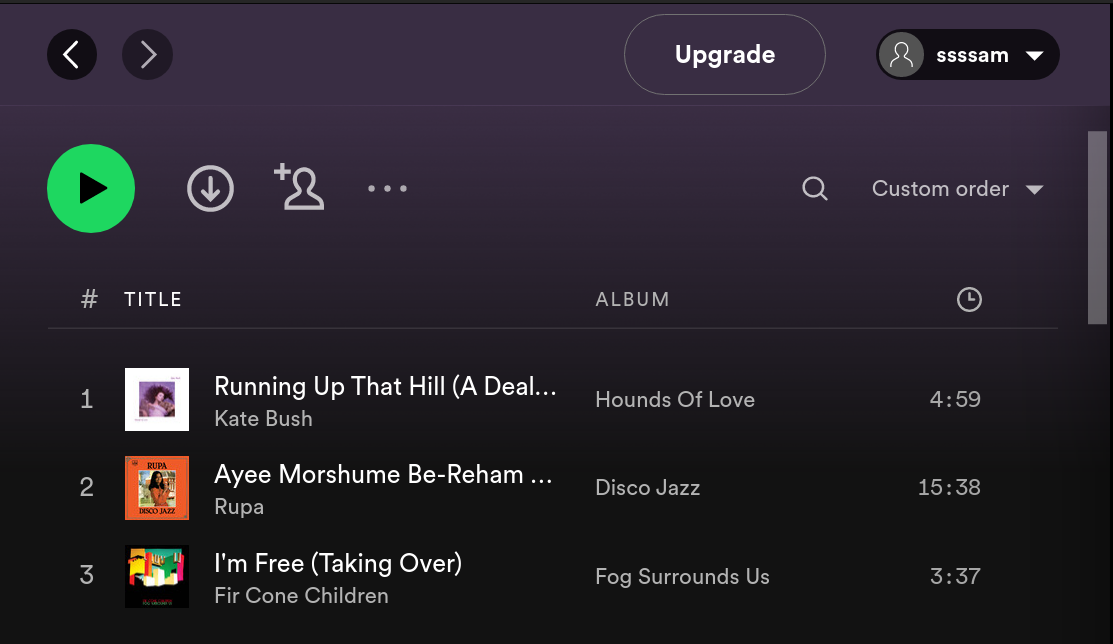 Upgrade
ssssam
Custom order
# TITLE ALBUM
1 Running Up That Hill (A Deal... Hounds Of Love 4:59
Kate Bush
RUPA
DISCO JAZZ
2 Ayee Morshume Be-Reham ... Disco Jazz 15:38
Rupa
3 I'm Free (Taking Over) Fog Surrounds Us 3:37
Fir Cone Children